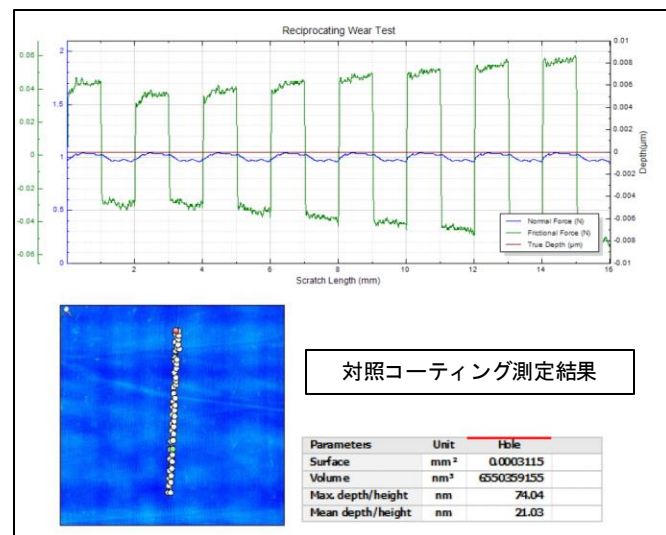 Reciprocating Wear Test
0.06
0.04
0.02
0
-0.02
-0.04
-0.06
2
1.5
1
0.5
0
0.01
0.008
0.006
0.004
0.002
0
-0.002
-0.004
-0.006
-0.008
-0.01
Depth(µm)
2
4
6
8
10
12
14
16
Scratch Length (mm)
Normal Force (N)
Frictional Force (N)
True Depth (µm)
対照コーティング測定結果
Parameters Unit Hole
Surface mm² 0.0003115
Volume nm³ 6550359155
Max. depth/height nm 74.04
Mean depth/height nm 21.03